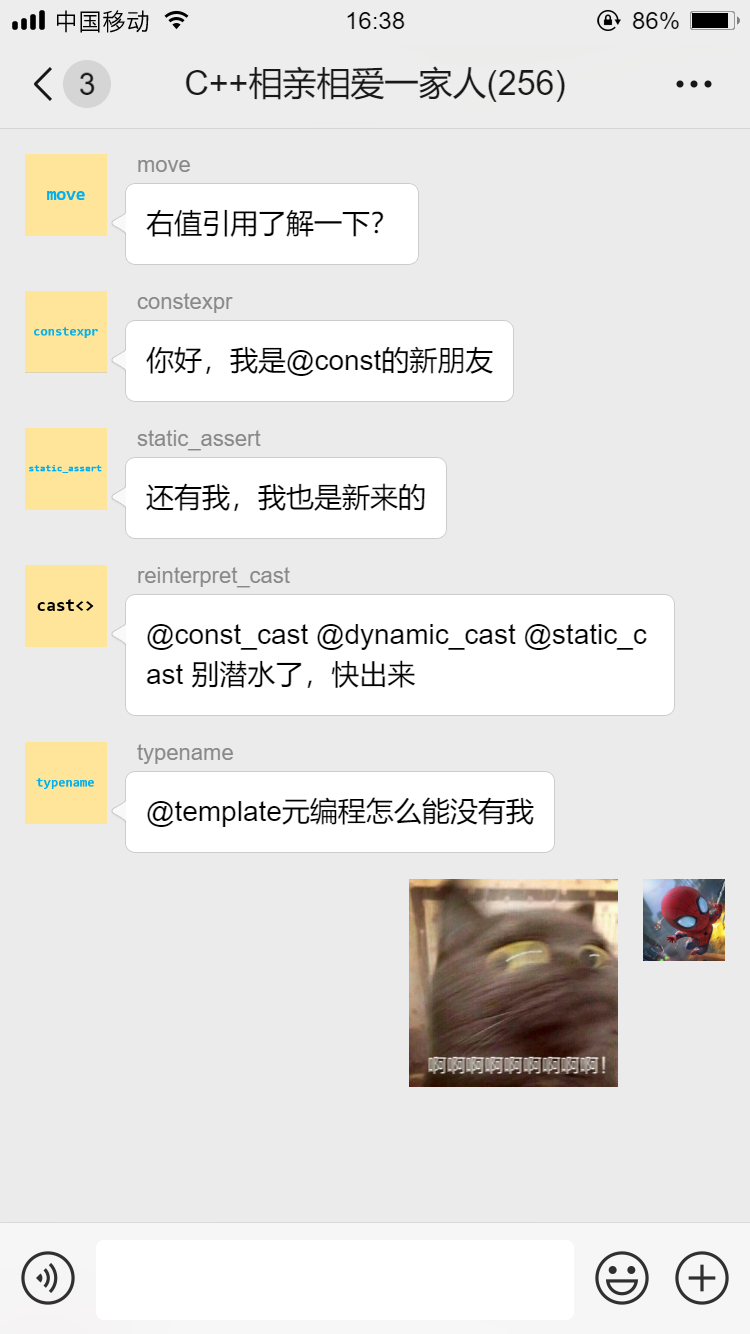 中国移动 16:38 86%
3 C++相亲相爱一家人(256)
move
move
右值引用了解一下?
constexpr
constexpr
你好，我是@const的新朋友
static_assert
static_assert
还有我，我也是新来的
reinterpret_cast
cast<>
@const_cast @dynamic_cast @static_c
ast 别潜水了，快出来
typename
typename
@template元编程怎么能没有我
啊啊啊啊啊啊啊啊啊!